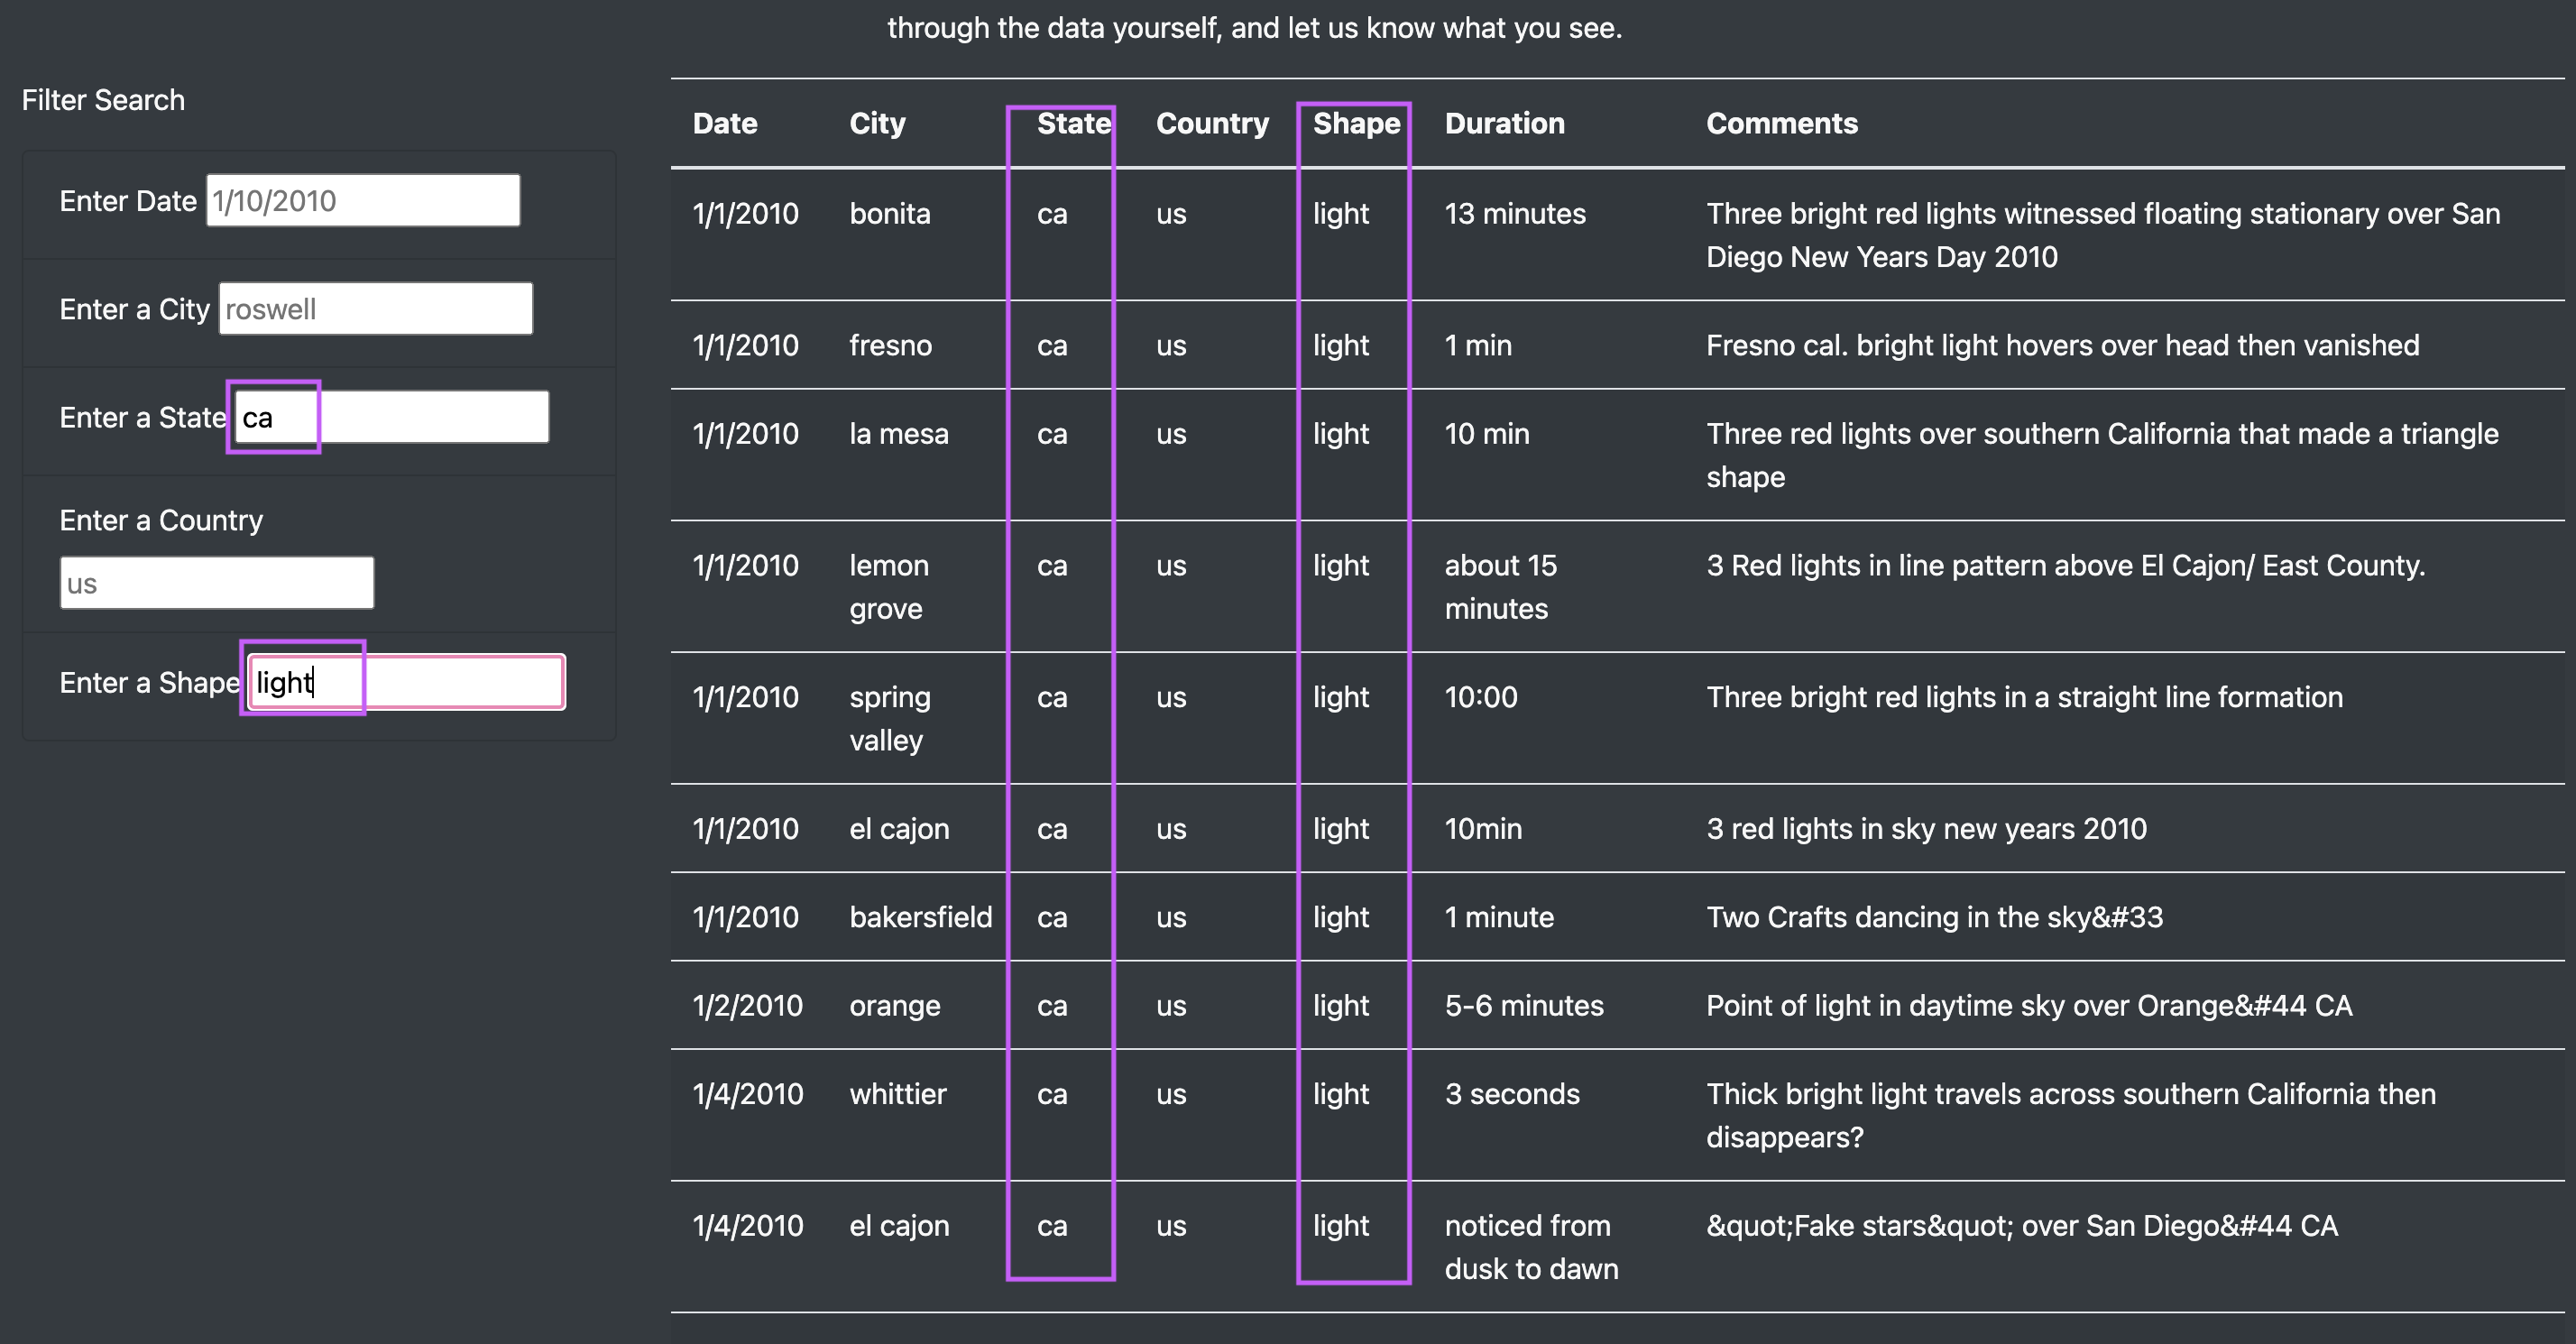 through the data yourself, and let us know what you see.
Filter Search
Enter Date 1/10/2010
Enter a City roswell
Enter a State ca
Enter a Country
us
Enter a Shape light
Date City State Country Shape Duration Comments
1/1/2010 bonita ca us light 13 minutes Three bright red lights witnessed floating stationary over San
Diego New Years Day 2010
1/1/2010 fresno ca us light 1 min Fresno cal. bright light hovers over head then vanished
1/1/2010 la mesa ca us light 10 min Three red lights over southern California that made a triangle
shape
1/1/2010 lemon ca us light about 15 3 Red lights in line pattern above El Cajon/ East County.
grove minutes
1/1/2010 spring ca us light 10:00 Three bright red lights in a straight line formation
valley
1/1/2010 el cajon ca us light 10min 3 red lights in sky new years 2010
1/1/2010 bakersfield ca us light 1 minute Two Crafts dancing in the sky&#33
1/2/2010 orange ca us light 5-6 minutes Point of light in daytime sky over Orange&#44 CA
1/4/2010 whittier ca us light 3 seconds Thick bright light travels across southern California then
disappears?
1/4/2010 el cajon ca us light noticed from &quot;Fake stars&quot; over San Diego&#44 CA
dusk to dawn